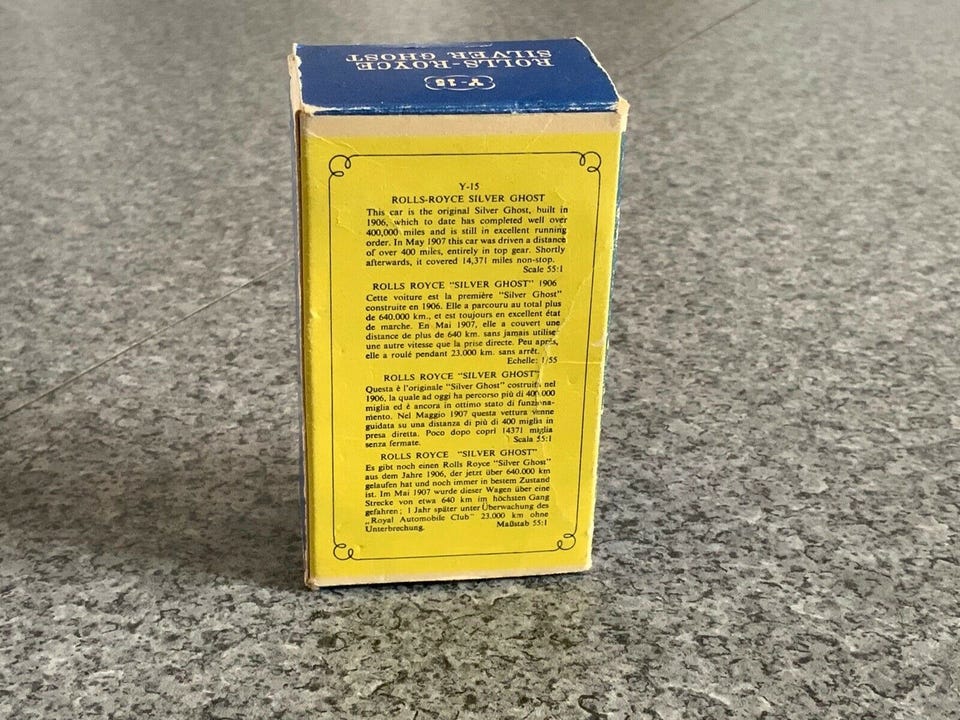 ROLLS-ROYCE
SILVER GHOST
Y-15
Y-15
ROLLS-ROYCE SILVER GHOST
This car is the original Silver Ghost, built in
1906, which to date has completed well over
400,000 miles and is still in excellent running
order. In May 1907 this car was driven a distance
of over 400 miles, entirely in top gear. Shortly
afterwards, it covered 14,371 miles non-stop.
Scale 55:1
ROLLS ROYCE "SILVER GHOST" 1906
Cette voiture est la première "Silver Ghost"
construite en 1906. Elle a parcouru au total plus
de 640.000 km., et est toujours en excellent état
de marche. En Mai 1907, elle a couvert une
distance de plus de 640 km. sans jamais utilise
une autre vitesse que la prise directe. Peu après,
elle a roulé pendant 23.000 km. sans arrêt.
Echelle: 1/55
ROLLS ROYCE "SILVER GHOST"
Questa è l'originale "Silver Ghost" costruita nel
1906, la quale ad oggi ha percorso più di 400.000
miglia ed è ancora in ottimo stato di funziona-
mento. Nel Maggio 1907 questa vettura venne
guidata su una distanza di più di 400 miglia in
presa diretta. Poco dopo coprì 14371 miglia
senza fermate. Scala 55:1
ROLLS ROYCE "SILVER GHOST"
Es gibt noch einen Rolls Royce "Silver Ghost"
aus dem Jahre 1906, der jetzt über 640.000 km
gelaufen hat und noch immer in bestem Zustand
ist. Im Mai 1907 wurde dieser Wagen über eine
Strecke von etwa 640 km im höchsten Gang
gefahren; 1 Jahr später unter Überwachung des
„Royal Automobile Club" 23.000 km ohne
Unterbrechung. Maßstab 55:1